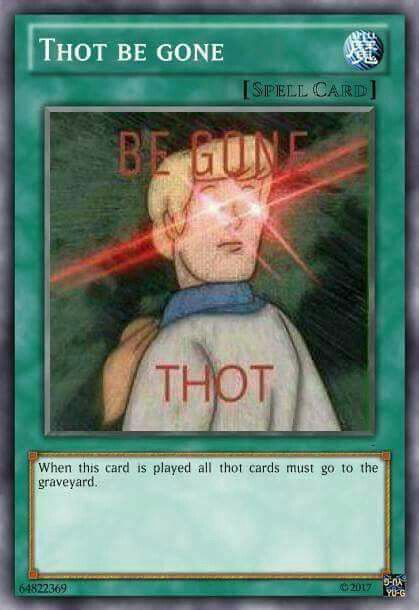 THOT BE GONE
魔
[SPELL CARD]
BE GONE
THOT
When this card is played all thot cards must go to the
graveyard.
64822369
©2017